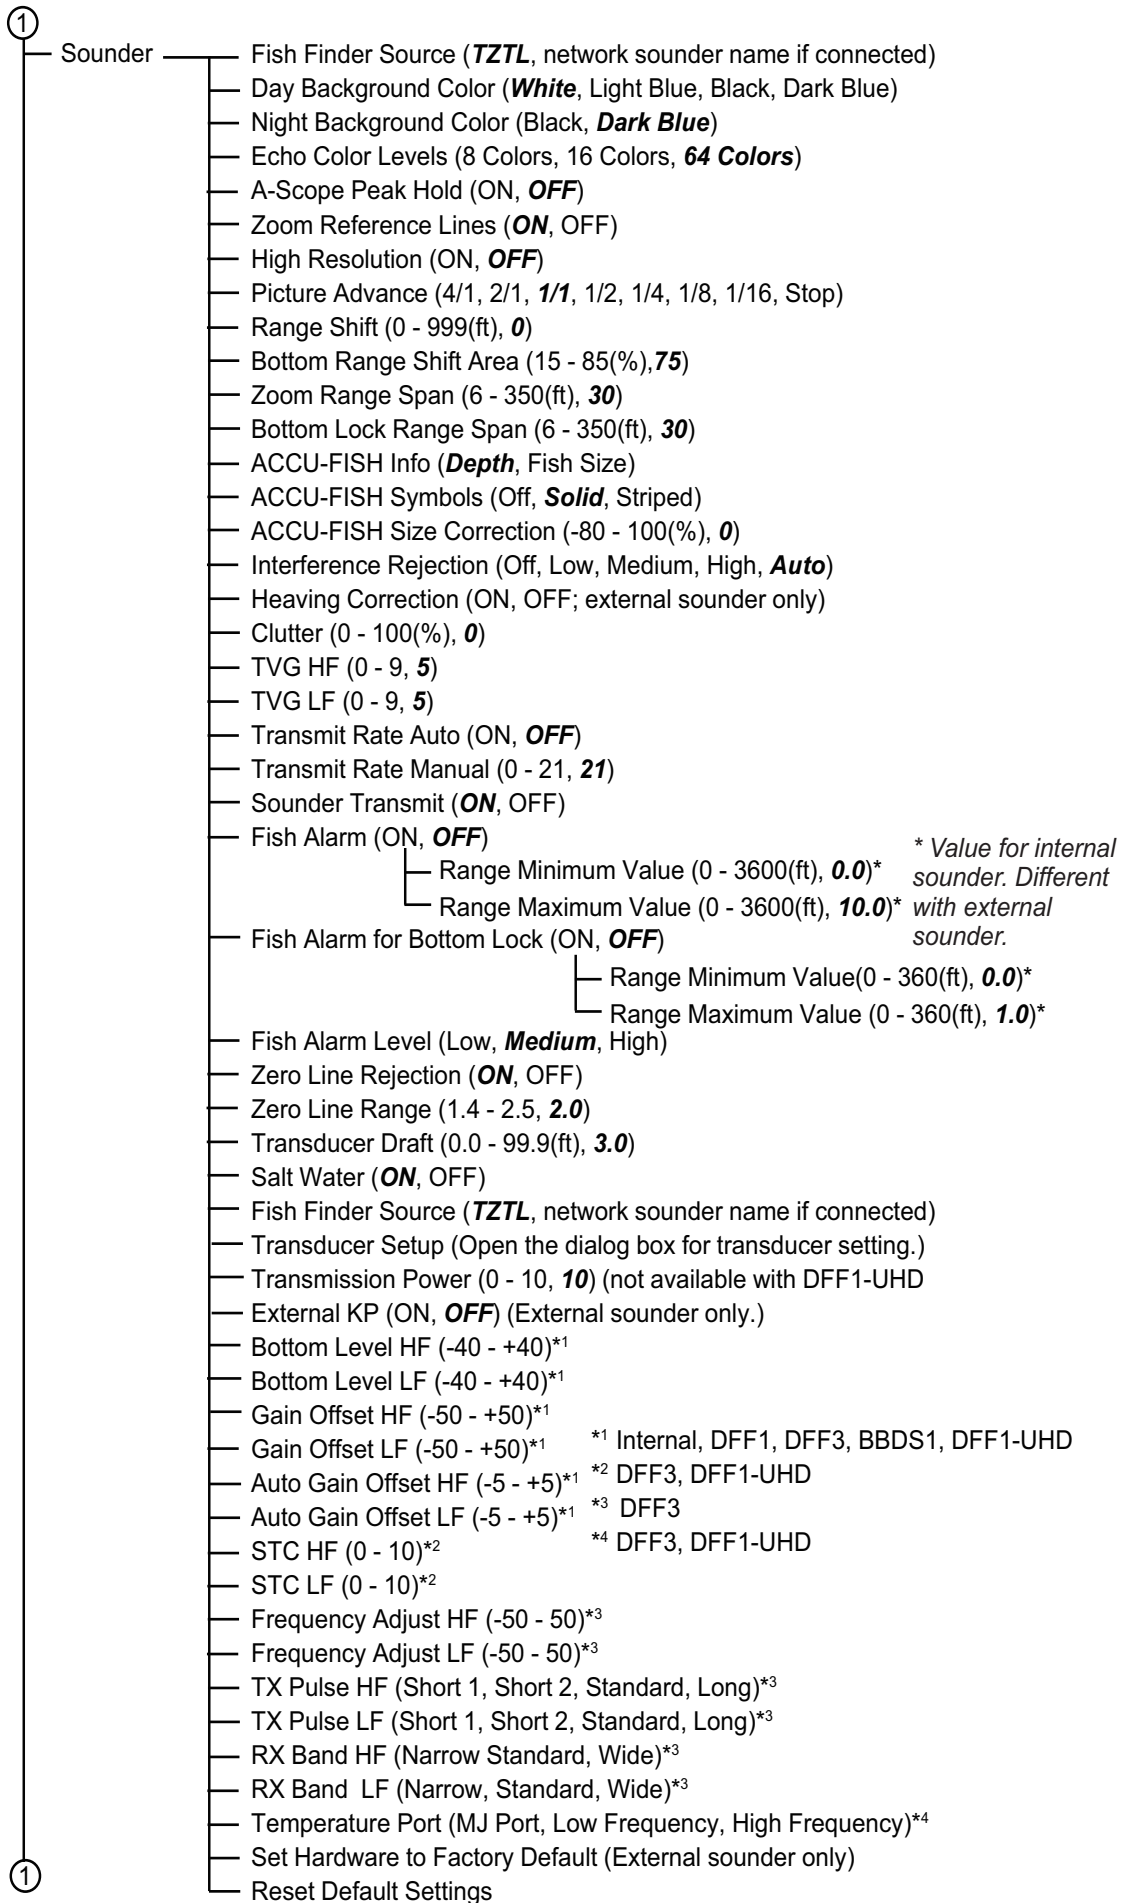 1
Sounder
Fish Finder Source (TZTL, network sounder name if connected)
Day Background Color (White, Light Blue, Black, Dark Blue)
Night Background Color (Black, Dark Blue)
Echo Color Levels (8 Colors, 16 Colors, 64 Colors)
A-Scope Peak Hold (ON, OFF)
Zoom Reference Lines (ON, OFF)
High Resolution (ON, OFF)
Picture Advance (4/1, 2/1, 1/1, 1/2, 1/4, 1/8, 1/16, Stop)
Range Shift (0 - 999(ft), 0)
Bottom Range Shift Area (15 - 85(%),75)
Zoom Range Span (6 - 350(ft), 30)
Bottom Lock Range Span (6 - 350(ft), 30)
ACCU-FISH Info (Depth, Fish Size)
ACCU-FISH Symbols (Off, Solid, Striped)
ACCU-FISH Size Correction (-80 - 100(%), 0)
Interference Rejection (Off, Low, Medium, High, Auto)
Heaving Correction (ON, OFF; external sounder only)
Clutter (0 - 100(%), 0)
TVG HF (0 - 9, 5)
TVG LF (0 - 9, 5)
Transmit Rate Auto (ON, OFF)
Transmit Rate Manual (0 - 21, 21)
Sounder Transmit (ON, OFF)
Fish Alarm (ON, OFF)
Range Minimum Value (0 - 3600(ft), 0.0)*
Range Maximum Value (0 - 3600(ft), 10.0)*
* Value for internal
sounder. Different
with external
sounder.
Fish Alarm for Bottom Lock (ON, OFF)
Range Minimum Value(0 - 360(ft), 0.0)*
Range Maximum Value (0 - 360(ft), 1.0)*
Fish Alarm Level (Low, Medium, High)
Zero Line Rejection (ON, OFF)
Zero Line Range (1.4 - 2.5, 2.0)
Transducer Draft (0.0 - 99.9(ft), 3.0)
Salt Water (ON, OFF)
Fish Finder Source (TZTL, network sounder name if connected)
Transducer Setup (Open the dialog box for transducer setting.)
Transmission Power (0 - 10, 10) (not available with DFF1-UHD
External KP (ON, OFF) (External sounder only.)
Bottom Level HF (-40 - +40)*1
Bottom Level LF (-40 - +40)*1
Gain Offset HF (-50 - +50)*1
Gain Offset LF (-50 - +50)*1
Auto Gain Offset HF (-5 - +5)*1
Auto Gain Offset LF (-5 - +5)*1
*1 Internal, DFF1, DFF3, BBDS1, DFF1-UHD
*2 DFF3, DFF1-UHD
*3 DFF3
*4 DFF3, DFF1-UHD
STC HF (0 - 10)*2
STC LF (0 - 10)*2
Frequency Adjust HF (-50 - 50)*3
Frequency Adjust LF (-50 - 50)*3
TX Pulse HF (Short 1, Short 2, Standard, Long)*3
TX Pulse LF (Short 1, Short 2, Standard, Long)*3
RX Band HF (Narrow Standard, Wide)*3
RX Band LF (Narrow, Standard, Wide)*3
Temperature Port (MJ Port, Low Frequency, High Frequency)*4
Set Hardware to Factory Default (External sounder only)
Reset Default Settings
1